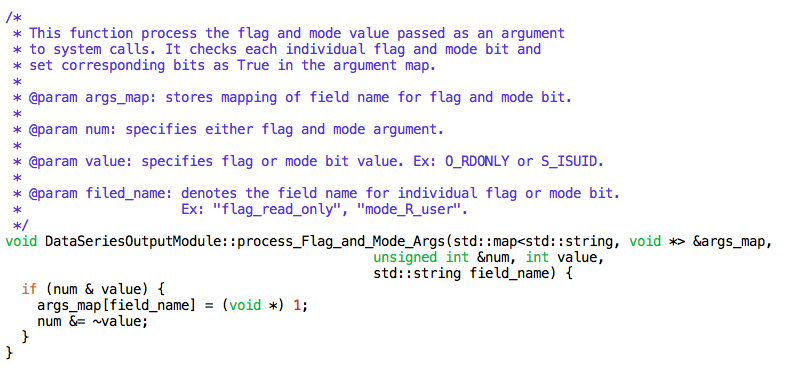 /*
 * This function process the flag and mode value passed as an argument
 * to system calls. It checks each individual flag and mode bit and
 * set corresponding bits as True in the argument map.
 *
 * @param args_map: stores mapping of field name for flag and mode bit.
 *
 * @param num: specifies either flag and mode argument.
 *
 * @param value: specifies flag or mode bit value. Ex: O_RDONLY or S_ISUID.
 *
 * @param filed_name: denotes the field name for individual flag or mode bit.
 *                    Ex: "flag_read_only", "mode_R_user".
 */
void DataSeriesOutputModule::process_Flag_and_Mode_Args(std::map<std::string, void *> &args_map,
                                             unsigned int &num, int value,
                                             std::string field_name) {
  if (num & value) {
    args_map[field_name] = (void *) 1;
    num &= ~value;
  }
}